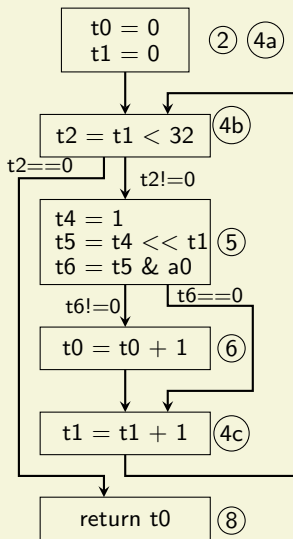 t0 = 0
t1 = 0
2 4a
t2 = t1 < 32
4b
t2==0
t2!=0
t4 = 1
t5 = t4 << t1
t6 = t5 & a0
5
t6!=0
t6==0
t0 = t0 + 1
6
t1 = t1 + 1
4c
return t0
8